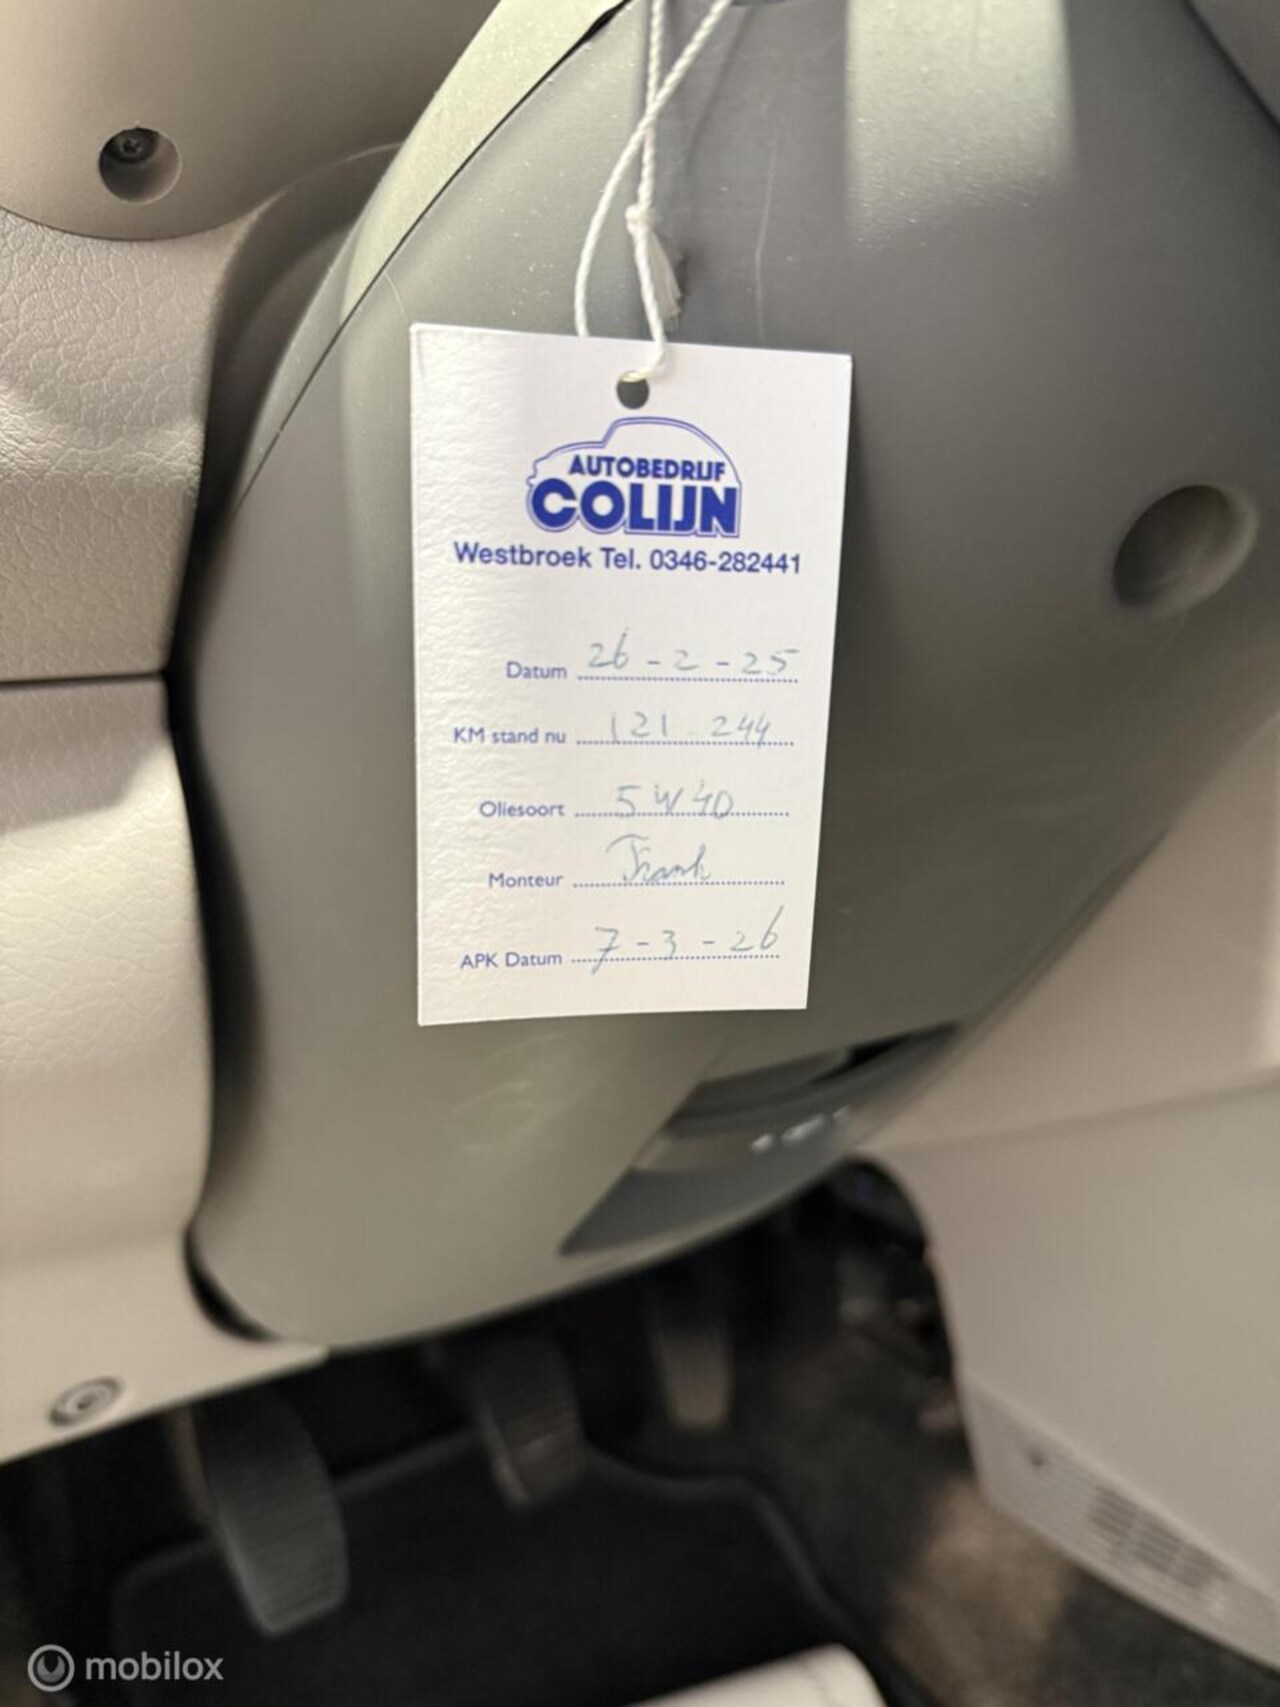 AUTOBEDRIJF
COLIJN
Westbroek Tel. 0346-282441
Datum 26-2-25
KM stand nu 121.244
Oliesoort 5W40
Monteur Frank
APK Datum 7-3-26
mobilox